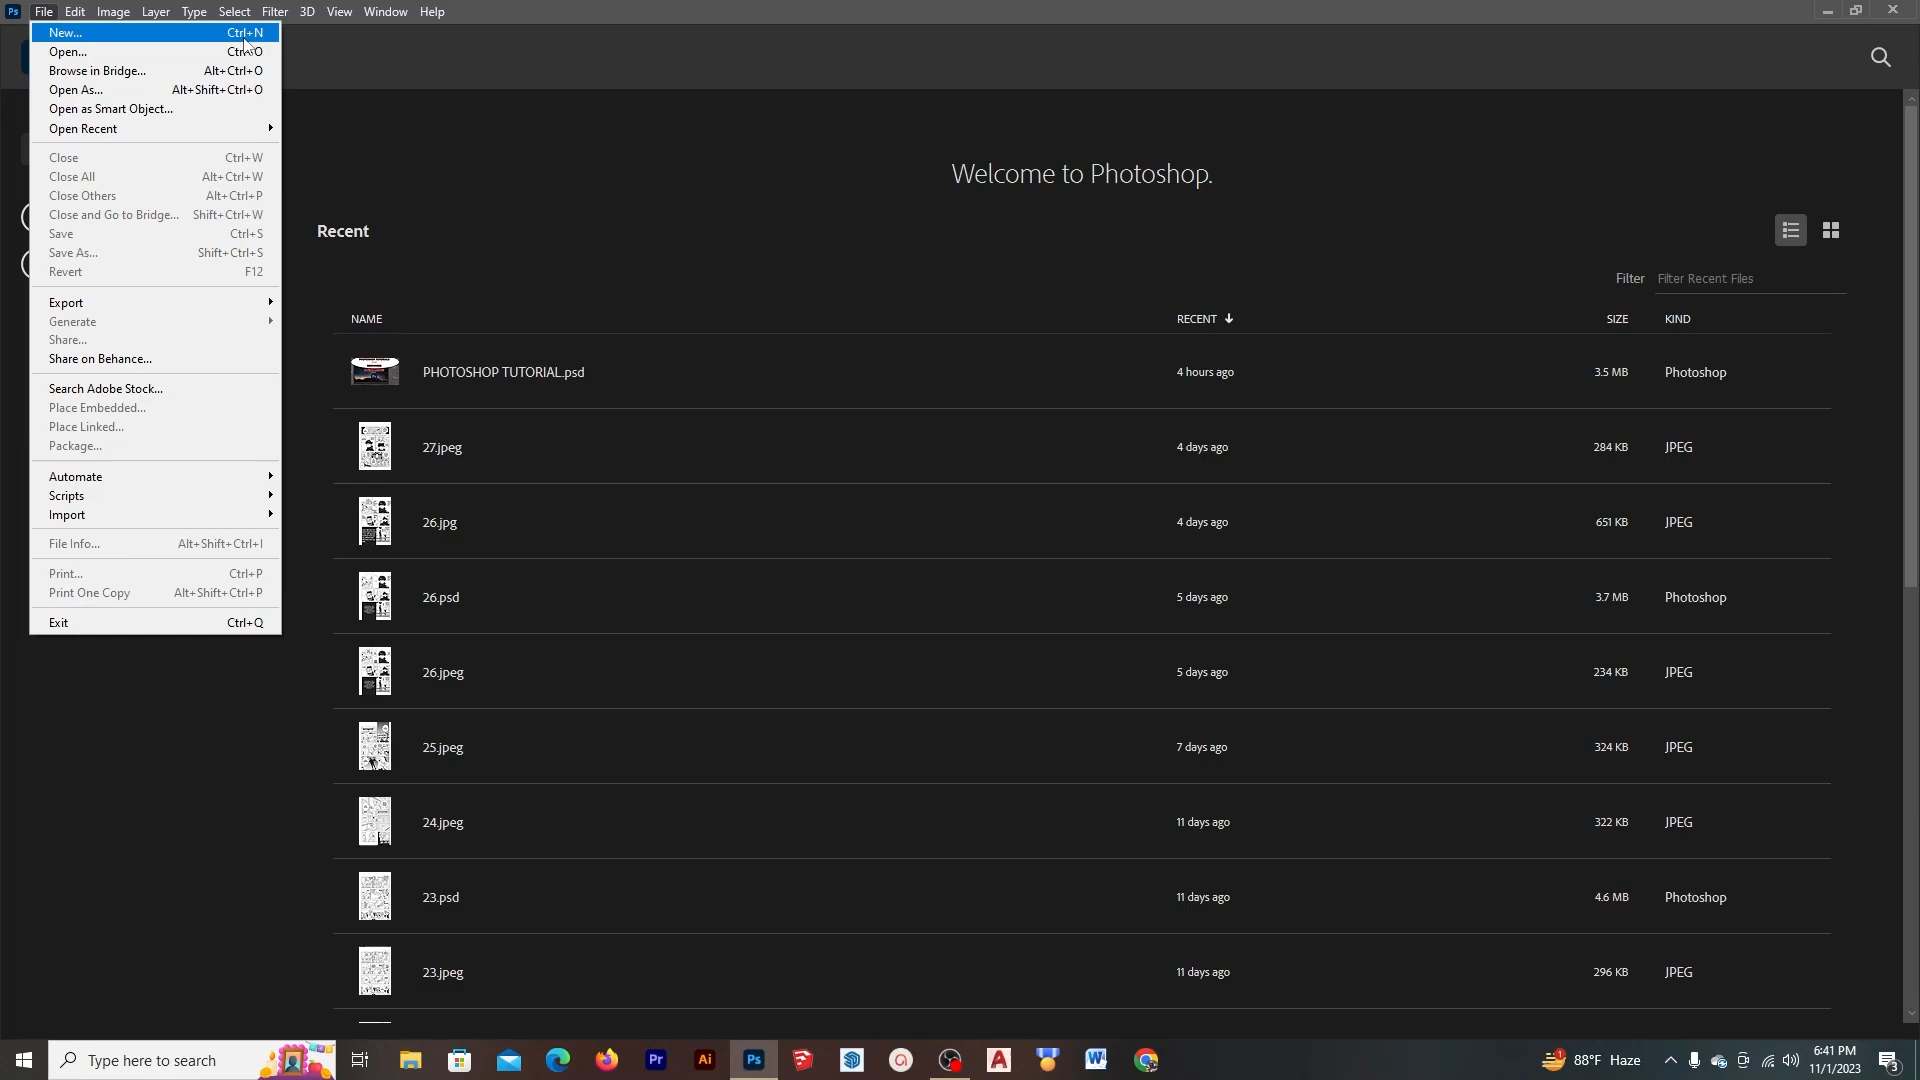 Ps File Edit Image Layer Type Select Filter 3D View Window Help
New... Ctrl+N
Open... Ctrl+O
Browse in Bridge... Alt+Ctrl+O
Open As... Alt+Shift+Ctrl+O
Open as Smart Object...
Open Recent
Close Ctrl+W
Close All Alt+Ctrl+W
Close Others Alt+Ctrl+P
Close and Go to Bridge... Shift+Ctrl+W
Save Ctrl+S
Save As... Shift+Ctrl+S
Revert F12
Export
Generate
Share...
Share on Behance...
Search Adobe Stock...
Place Embedded...
Place Linked...
Package...
Automate
Scripts
Import
File Info... Alt+Shift+Ctrl+I
Print... Ctrl+P
Print One Copy Alt+Shift+Ctrl+P
Exit Ctrl+Q
Welcome to Photoshop.
Recent
Filter Filter Recent Files
NAME RECENT SIZE KIND
PHOTOSHOP TUTORIAL.psd 4 hours ago 3.5 MB Photoshop
27.jpeg 4 days ago 284 KB JPEG
26.jpg 4 days ago 651 KB JPEG
26.psd 5 days ago 3.7 MB Photoshop
26.jpeg 5 days ago 234 KB JPEG
25.jpeg 7 days ago 324 KB JPEG
24.jpeg 11 days ago 322 KB JPEG
23.psd 11 days ago 4.6 MB Photoshop
23.jpeg 11 days ago 296 KB JPEG
Type here to search Pr Ai Ps A W 1 88°F Haze 6:41 PM
11/1/2023 3